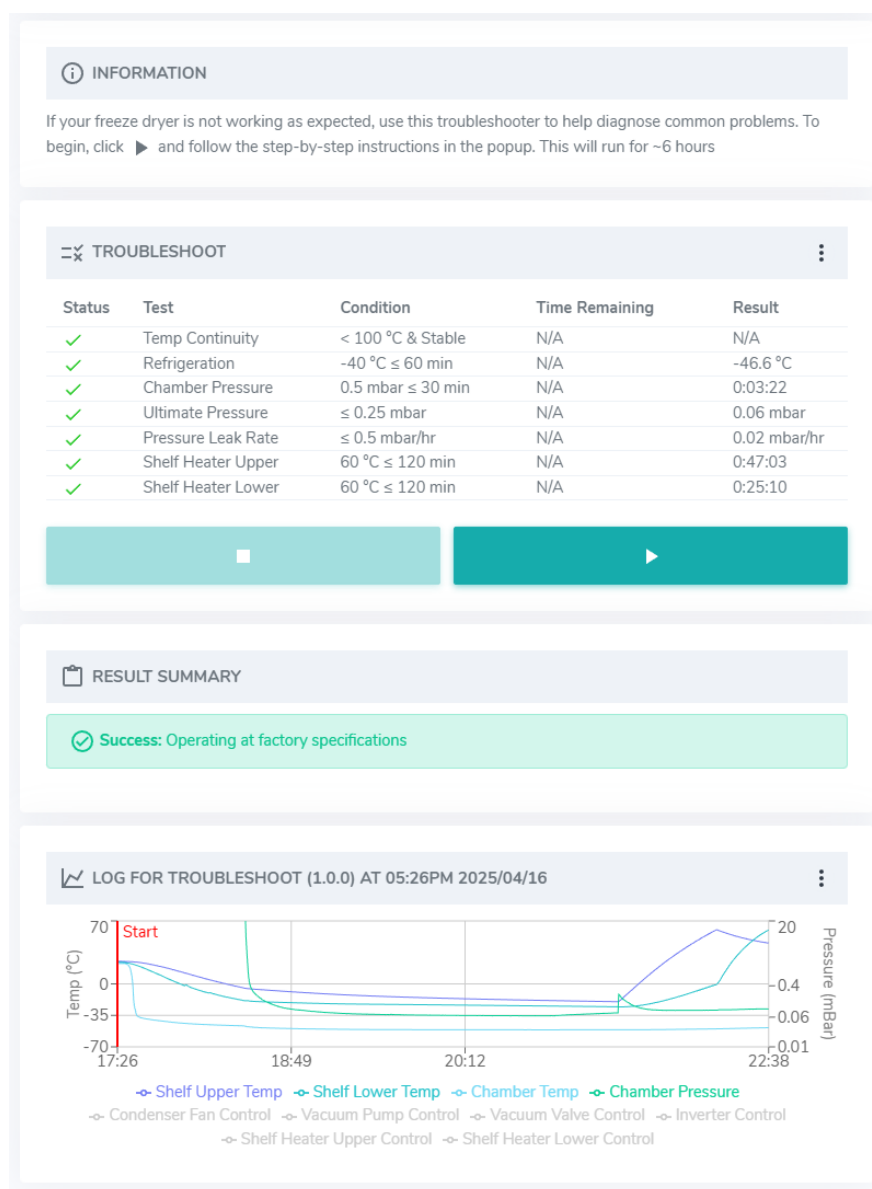 INFORMATION
If your freeze dryer is not working as expected, use this troubleshooter to help diagnose common problems. To
begin, click ▶ and follow the step-by-step instructions in the popup. This will run for ~6 hours
TROUBLESHOOT
Status Test Condition Time Remaining Result
Temp Continuity < 100 °C & Stable N/A N/A
Refrigeration -40 °C ≤ 60 min N/A -46.6 °C
Chamber Pressure 0.5 mbar ≤ 30 min N/A 0:03:22
Ultimate Pressure ≤ 0.25 mbar N/A 0.06 mbar
Pressure Leak Rate ≤ 0.5 mbar/hr N/A 0.02 mbar/hr
Shelf Heater Upper 60 °C ≤ 120 min N/A 0:47:03
Shelf Heater Lower 60 °C ≤ 120 min N/A 0:25:10
RESULT SUMMARY
Success: Operating at factory specifications
LOG FOR TROUBLESHOOT (1.0.0) AT 05:26PM 2025/04/16
Temp (°C)
70
0
-35
-70
Start
20
0.4
0.06
0.01
Pressure (mBar)
17:26 18:49 20:12 22:38
Shelf Upper Temp Shelf Lower Temp Chamber Temp Chamber Pressure
Condenser Fan Control Vacuum Pump Control Vacuum Valve Control Inverter Control
Shelf Heater Upper Control Shelf Heater Lower Control